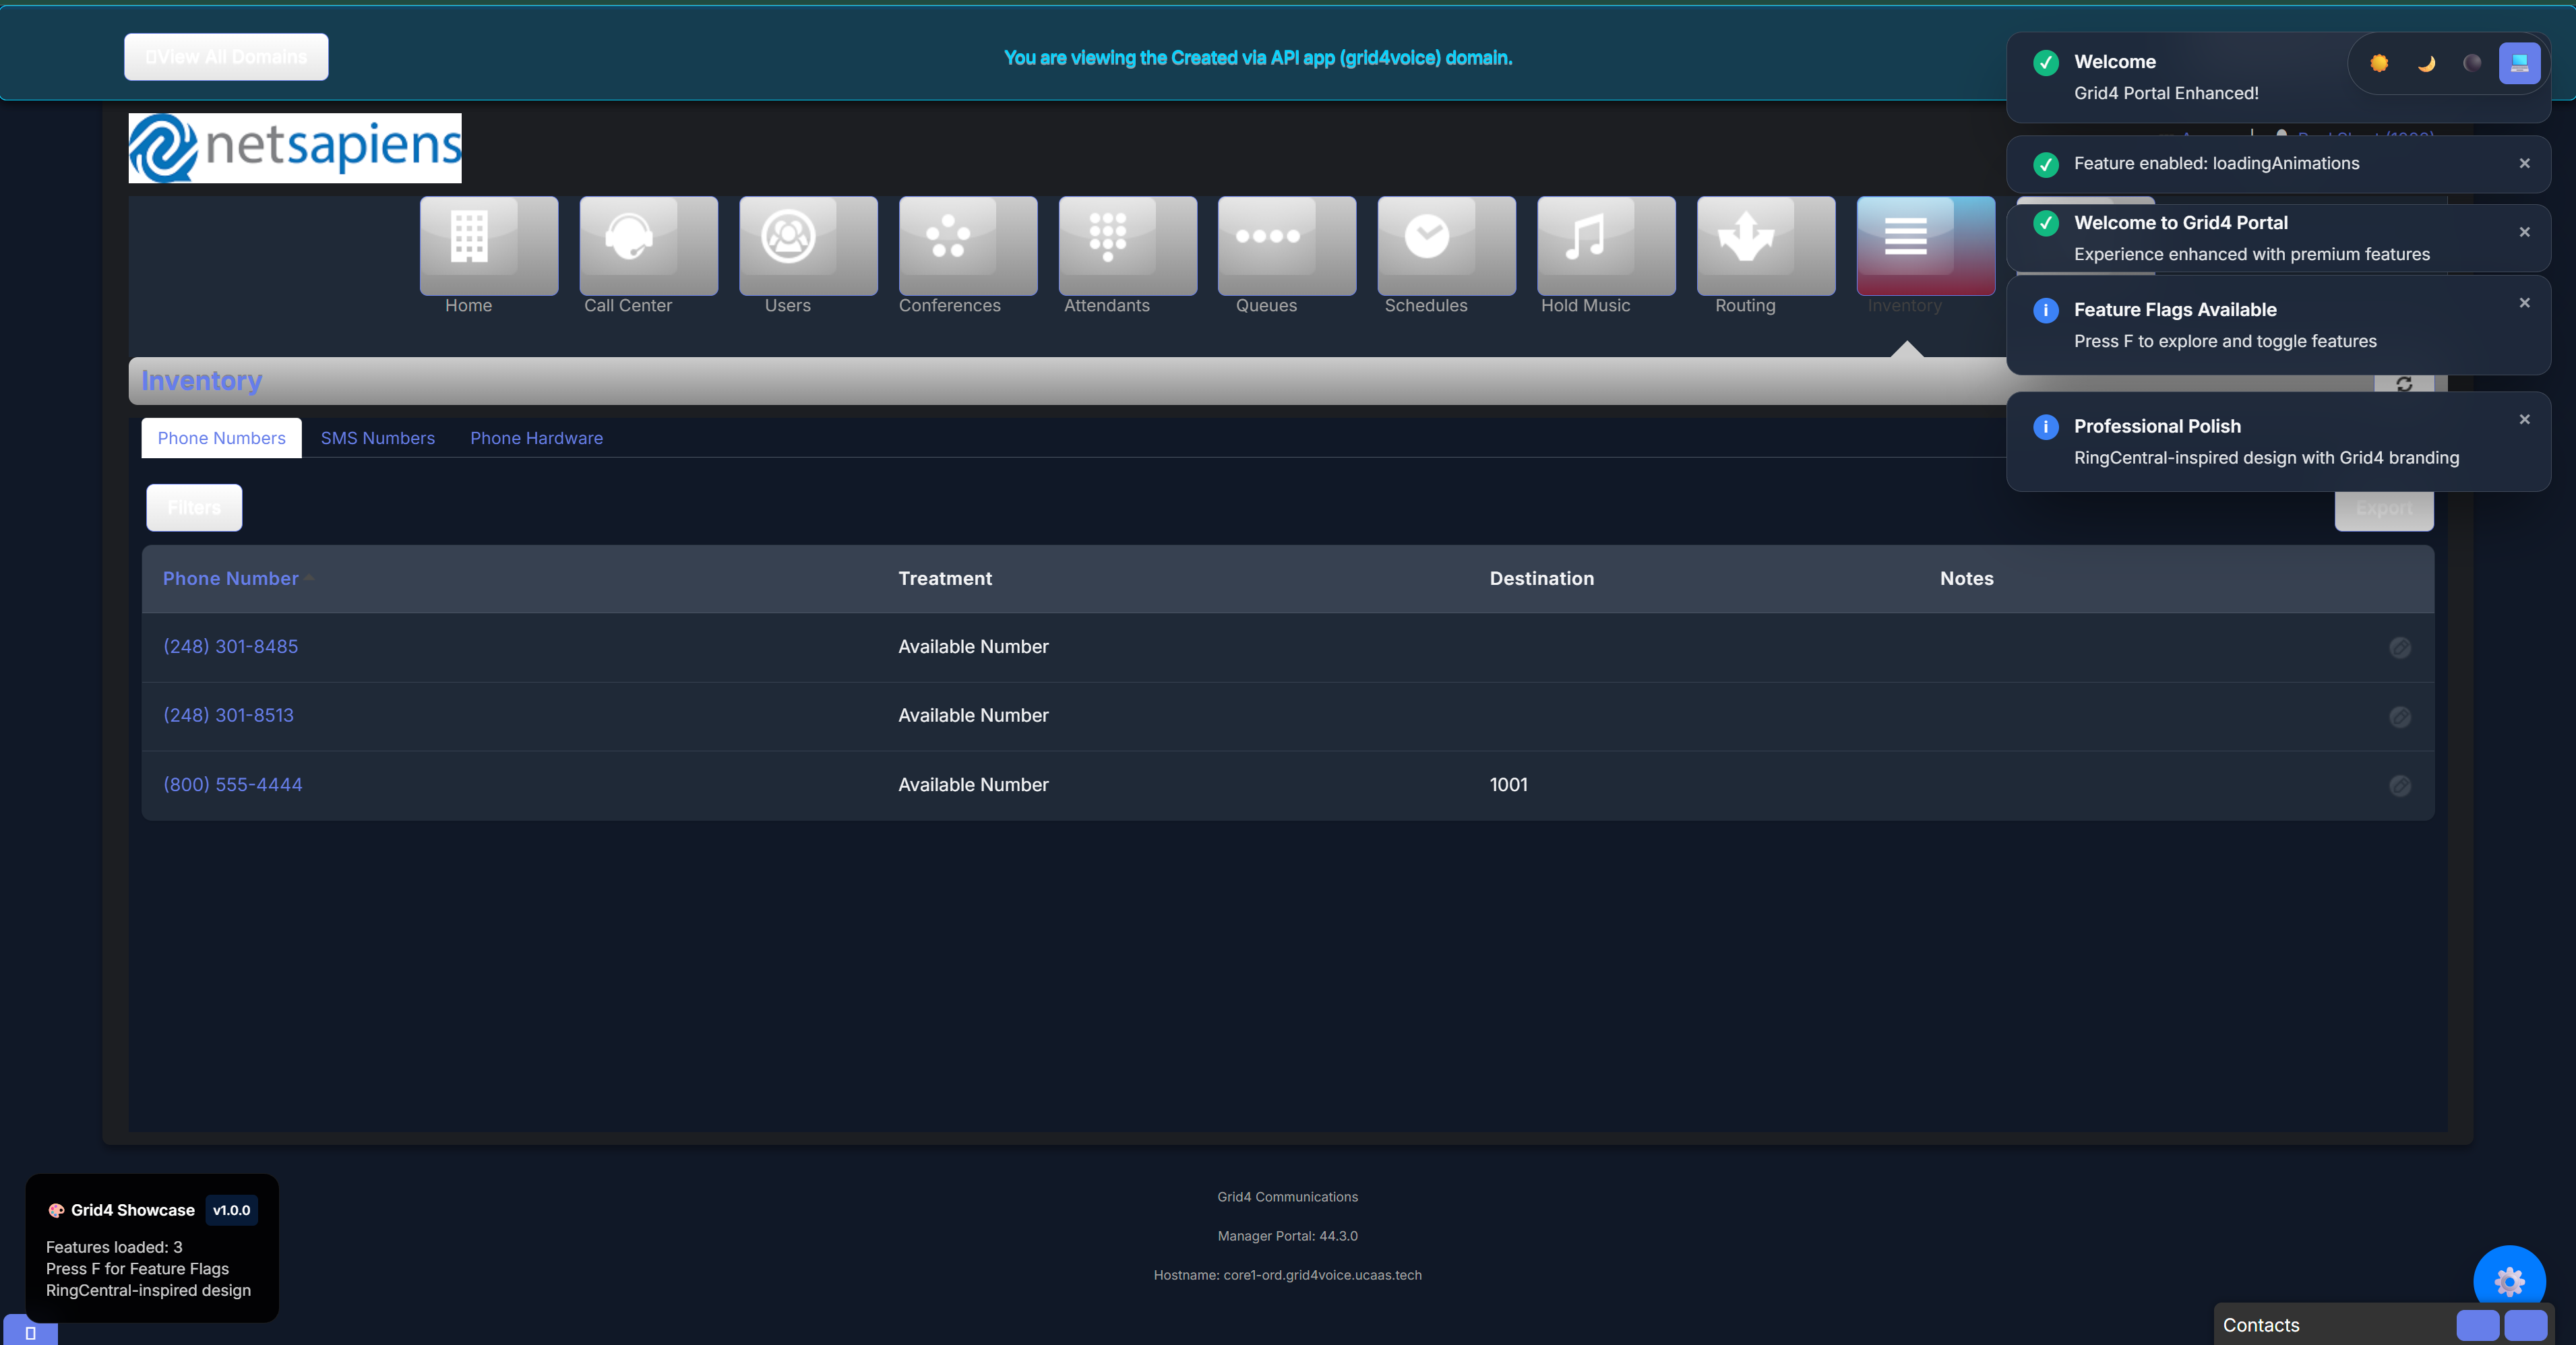 View All Domains
You are viewing the Created via API app (grid4voice) domain.
Welcome
Grid4 Portal Enhanced!
netsapiens
Feature enabled: loadingAnimations
Welcome to Grid4 Portal
Experience enhanced with premium features
Feature Flags Available
Press F to explore and toggle features
Professional Polish
RingCentral-inspired design with Grid4 branding
Home
Call Center
Users
Conferences
Attendants
Queues
Schedules
Hold Music
Routing
Inventory
Inventory
Phone Numbers
SMS Numbers
Phone Hardware
Filters
Export
Phone Number
Treatment
Destination
Notes
(248) 301-8485
Available Number
(248) 301-8513
Available Number
(800) 555-4444
Available Number
1001
Grid4 Showcase
v1.0.0
Features loaded: 3
Press F for Feature Flags
RingCentral-inspired design
Grid4 Communications
Manager Portal: 44.3.0
Hostname: core1-ord.grid4voice.ucaas.tech
Contacts